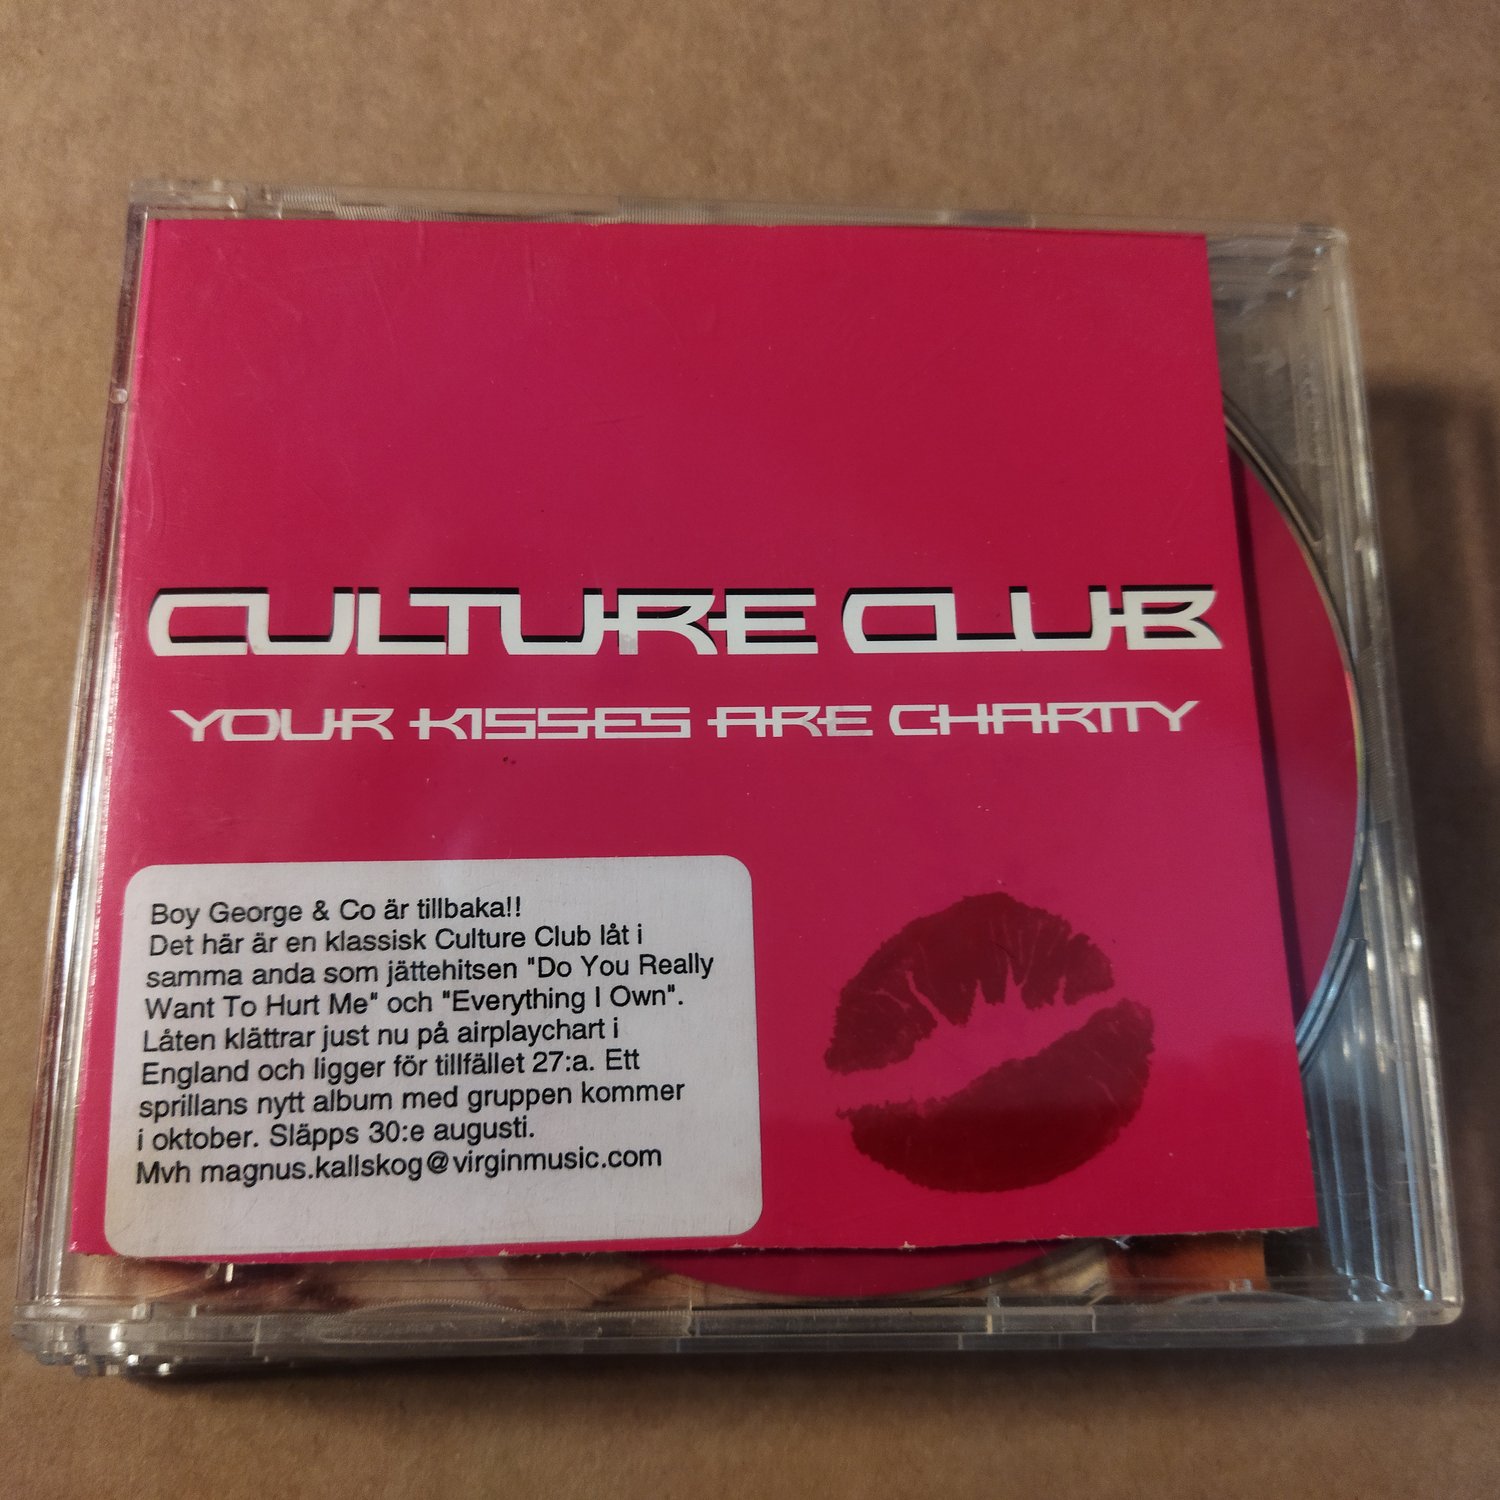 CULTURE CLUB
YOUR KISSES ARE CHARITY
Boy George & Co är tillbaka!!
Det här är en klassisk Culture Club låt i
samma anda som jättehitsen "Do You Really
Want To Hurt Me" och "Everything I Own".
Låten klättrar just nu på airplaychart i
England och ligger för tillfället 27:a. Ett
sprillans nytt album med gruppen kommer
i oktober. Släpps 30:e augusti.
Mvh magnus.kallskog@virginmusic.com